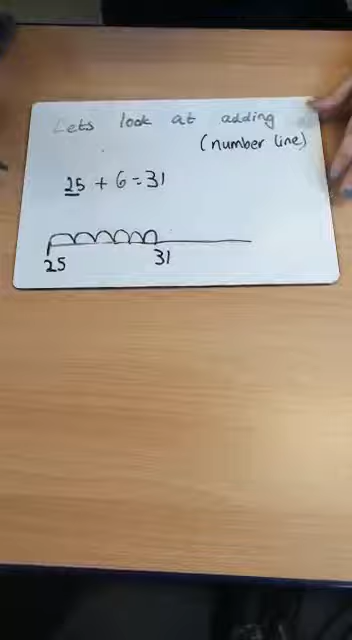 Lets look at adding
(number line)
25 + 6 = 31
25 31